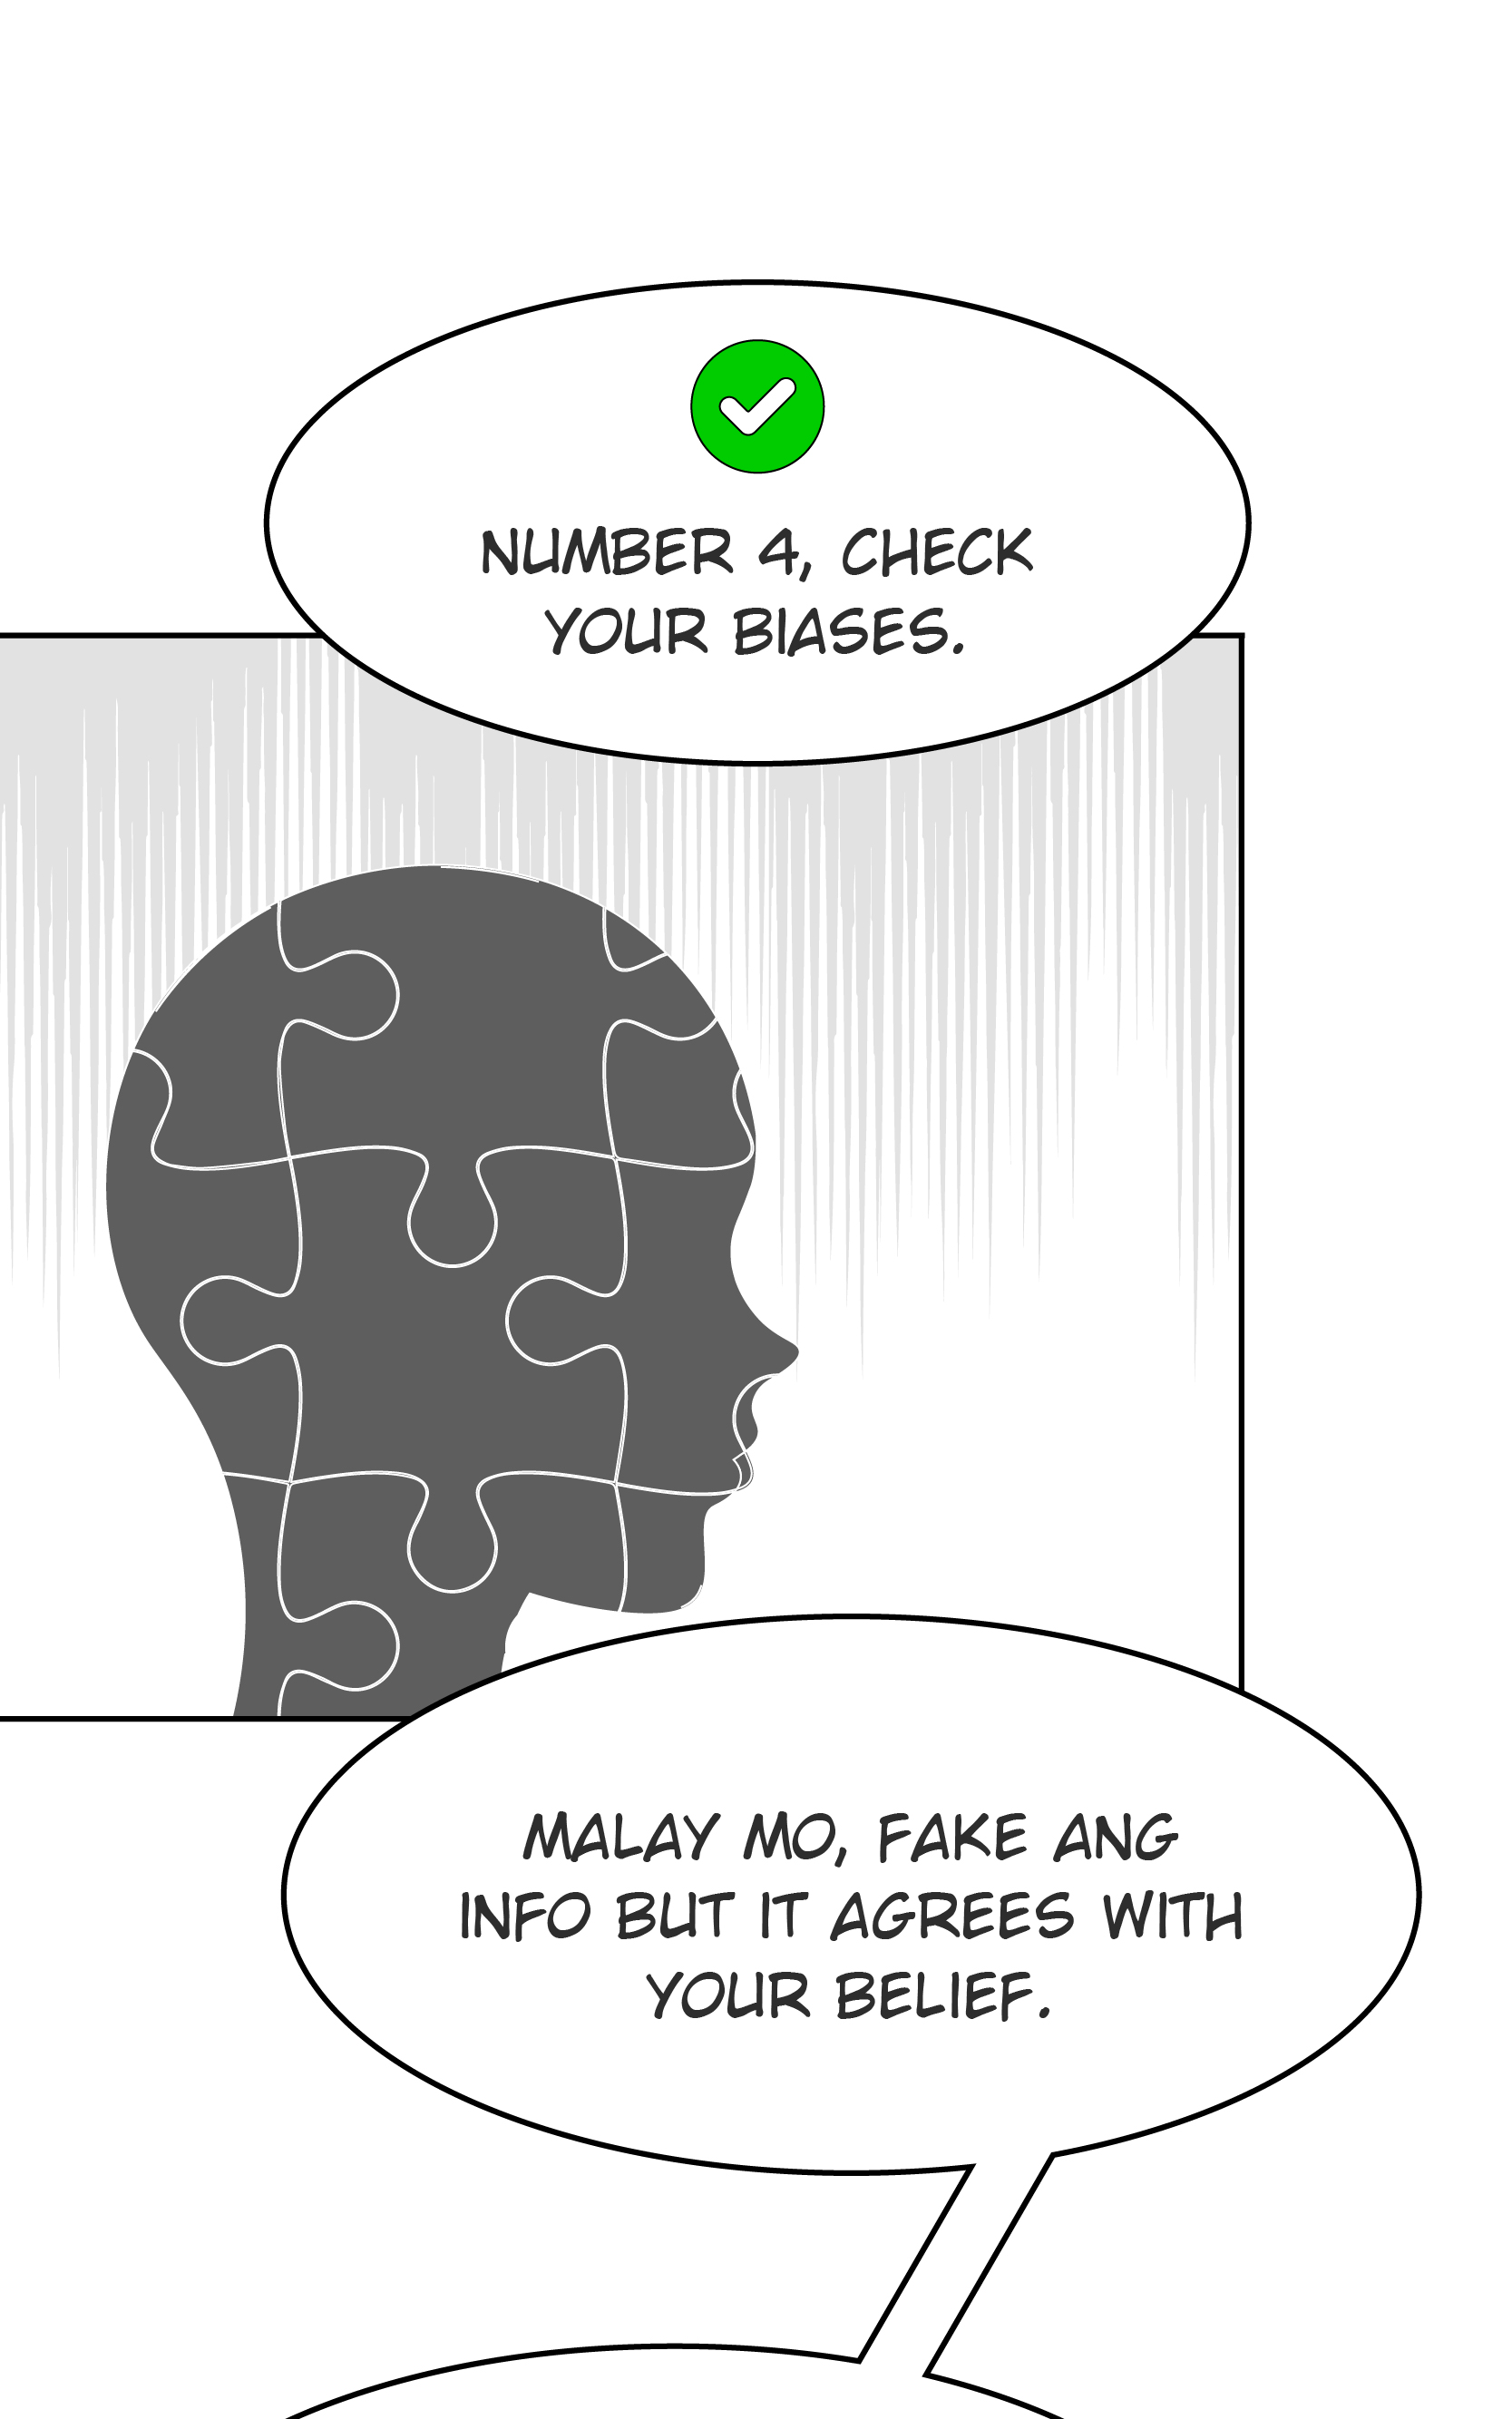 NUMBER 4, CHECK
YOUR BIASES.
MALAY MO, FAKE ANG
INFO BUT IT AGREES WITH
YOUR BELIEF.